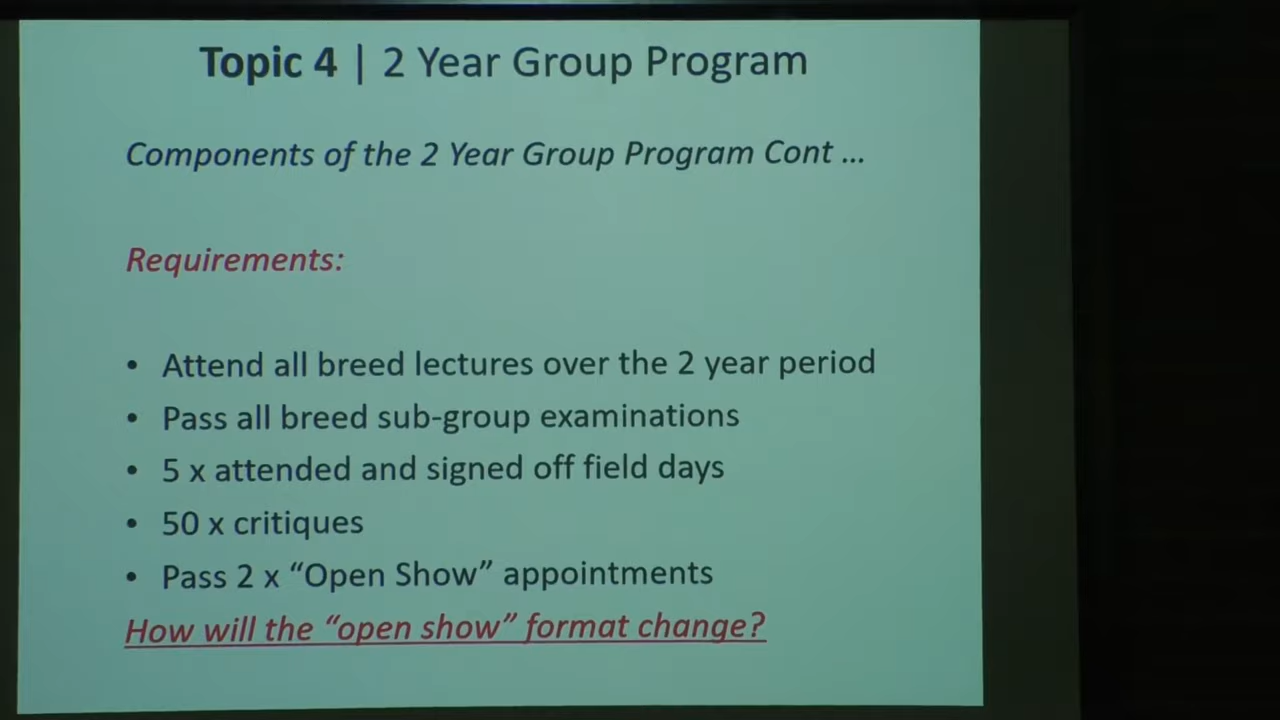 Topic 4 | 2 Year Group Program
Components of the 2 Year Group Program Cont ...
Requirements:
• Attend all breed lectures over the 2 year period
• Pass all breed sub-group examinations
• 5 x attended and signed off field days
• 50 x critiques
• Pass 2 x “Open Show” appointments
How will the “open show” format change?